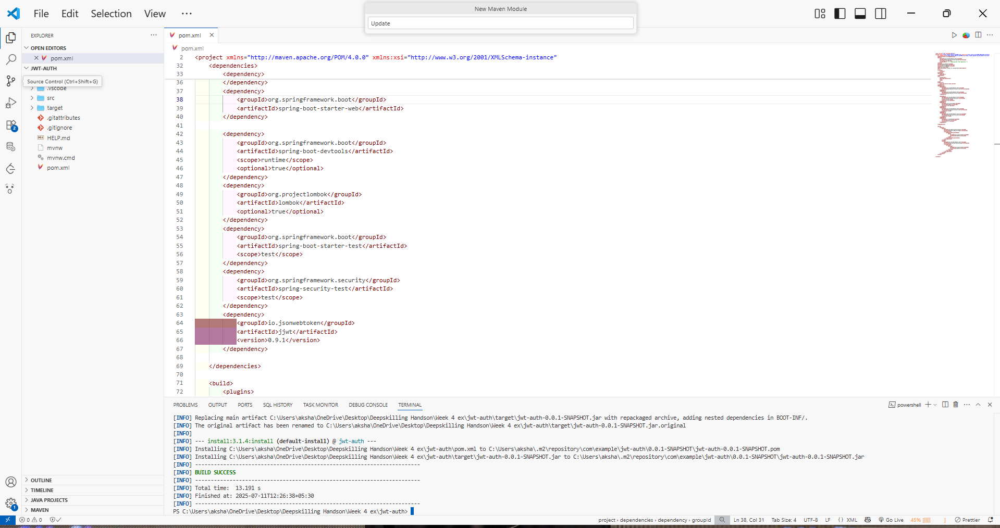 File Edit Selection View ···
New Maven Module
Update
EXPLORER ···
OPEN EDITORS
pom.xml
JWT-AUTH
Source Control (Ctrl+Shift+G)
.vscode
src
target
.gitattributes
.gitignore
HELP.md
mvnw
mvnw.cmd
pom.xml
OUTLINE
TIMELINE
JAVA PROJECTS
MAVEN
2
1
pom.xml
pom.xml
2 <project xmlns="http://maven.apache.org/POM/4.0.0" xmlns:xsi="http://www.w3.org/2001/XMLSchema-instance"
32 <dependencies>
33 <dependency>
36 </dependency>
37 <dependency>
38 <groupId>org.springframework.boot</groupId>
39 <artifactId>spring-boot-starter-web</artifactId>
40 </dependency>
41
42 <dependency>
43 <groupId>org.springframework.boot</groupId>
44 <artifactId>spring-boot-devtools</artifactId>
45 <scope>runtime</scope>
46 <optional>true</optional>
47 </dependency>
48 <dependency>
49 <groupId>org.projectlombok</groupId>
50 <artifactId>lombok</artifactId>
51 <optional>true</optional>
52 </dependency>
53 <dependency>
54 <groupId>org.springframework.boot</groupId>
55 <artifactId>spring-boot-starter-test</artifactId>
56 <scope>test</scope>
57 </dependency>
58 <dependency>
59 <groupId>org.springframework.security</groupId>
60 <artifactId>spring-security-test</artifactId>
61 <scope>test</scope>
62 </dependency>
63 <dependency>
64 <groupId>io.jsonwebtoken</groupId>
65 <artifactId>jjwt</artifactId>
66 <version>0.9.1</version>
67 </dependency>
68
69 </dependencies>
70
71 <build>
72 <plugins>
PROBLEMS OUTPUT PORTS SQL HISTORY TASK MONITOR DEBUG CONSOLE TERMINAL
powershell
[INFO] Replacing main artifact C:\Users\aksha\OneDrive\Desktop\Deepskilling Handson\Week 4 ex\jwt-auth\target\jwt-auth-0.0.1-SNAPSHOT.jar with repackaged archive, adding nested dependencies in BOOT-INF/.
[INFO] The original artifact has been renamed to C:\Users\aksha\OneDrive\Desktop\Deepskilling Handson\Week 4 ex\jwt-auth\target\jwt-auth-0.0.1-SNAPSHOT.jar.original
[INFO]
[INFO] --- install:3.1.4:install (default-install) @ jwt-auth ---
[INFO] Installing C:\Users\aksha\OneDrive\Desktop\Deepskilling Handson\Week 4 ex\jwt-auth\pom.xml to C:\Users\aksha\.m2\repository\com\example\jwt-auth\0.0.1-SNAPSHOT\jwt-auth-0.0.1-SNAPSHOT.pom
[INFO] Installing C:\Users\aksha\OneDrive\Desktop\Deepskilling Handson\Week 4 ex\jwt-auth\target\jwt-auth-0.0.1-SNAPSHOT.jar to C:\Users\aksha\.m2\repository\com\example\jwt-auth\0.0.1-SNAPSHOT\jwt-auth-0.0.1-SNAPSHOT.jar
[INFO] ------------------------------------------------------------------------
[INFO] BUILD SUCCESS
[INFO] ------------------------------------------------------------------------
[INFO] Total time:  13.191 s
[INFO] Finished at: 2025-07-11T12:26:38+05:30
[INFO] ------------------------------------------------------------------------
PS C:\Users\aksha\OneDrive\Desktop\Deepskilling Handson\Week 4 ex\jwt-auth>
0 0 project › dependencies › dependency › groupId Ln 38, Col 31 Tab Size: 4 UTF-8 LF {} XML Go Live 45% Prettier